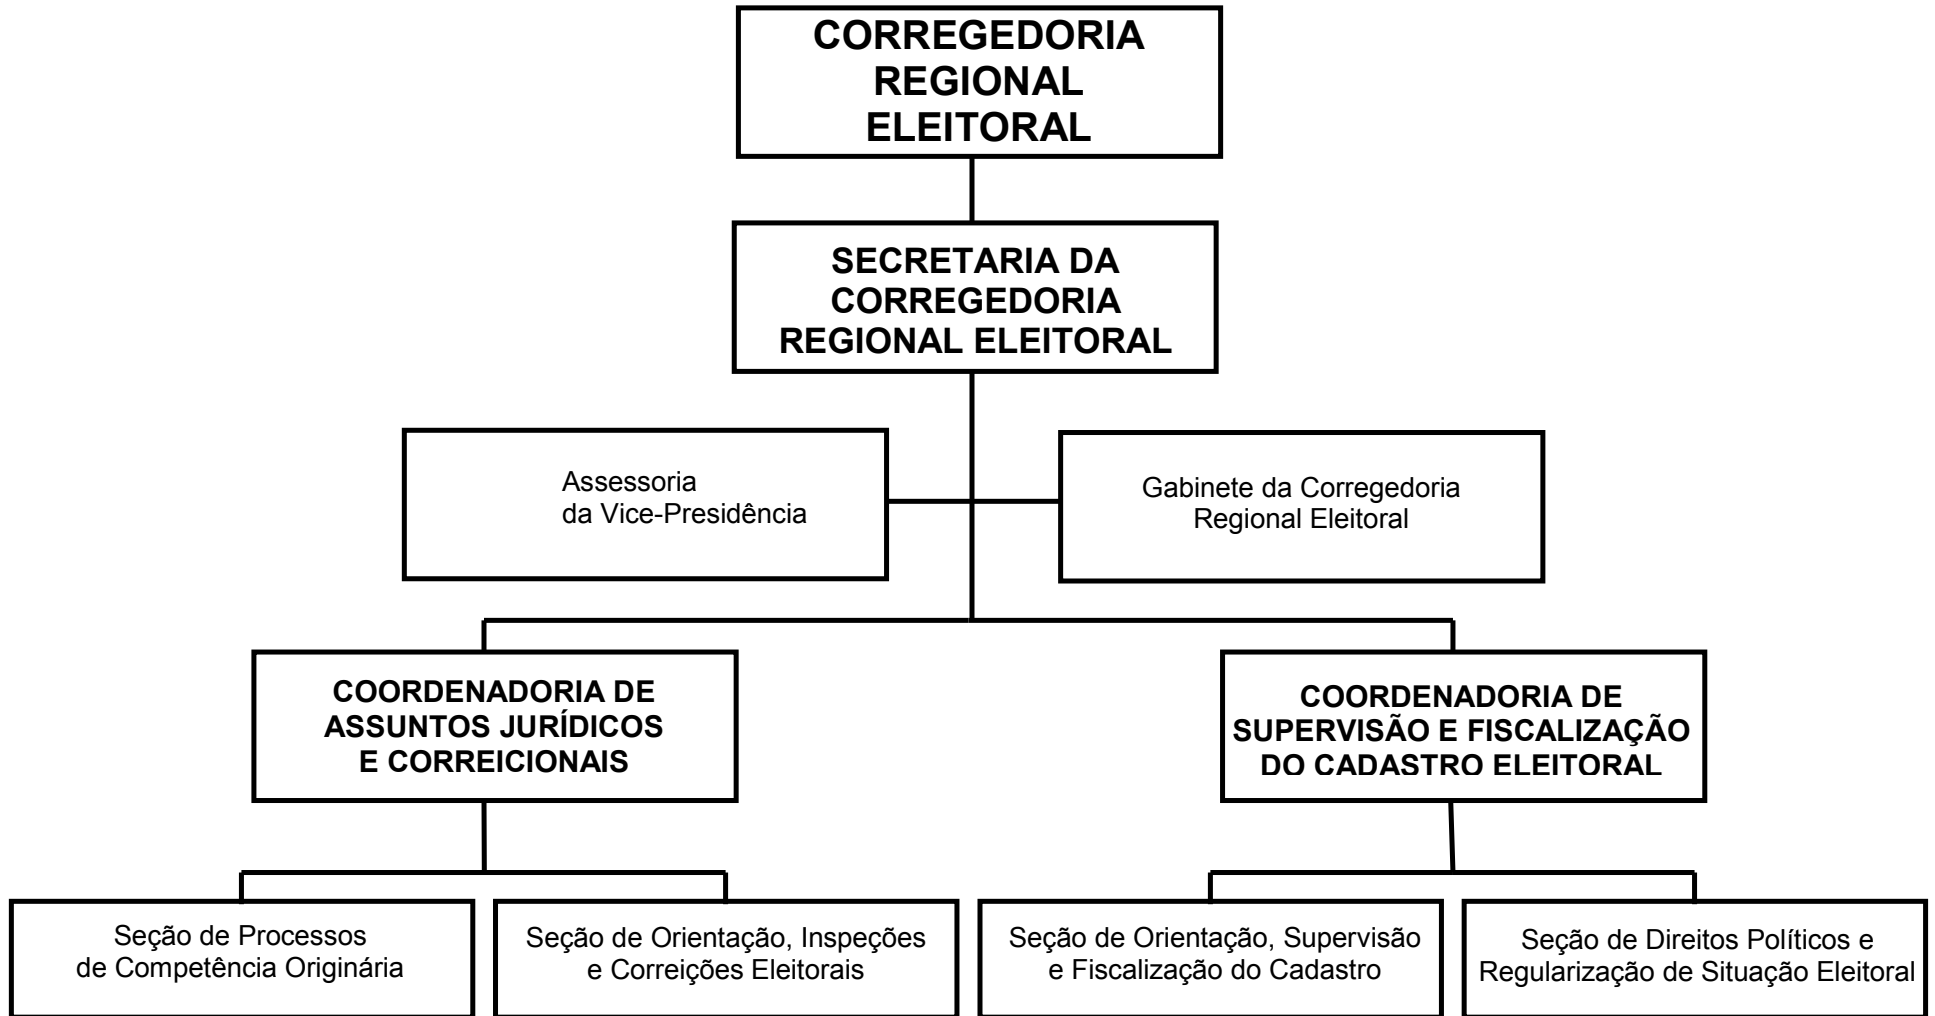 CORREGEDORIA
REGIONAL
ELEITORAL
SECRETARIA DA
CORREGEDORIA
REGIONAL ELEITORAL
Assessoria
da Vice-Presidência
Gabinete da Corregedoria
Regional Eleitoral
COORDENADORIA DE
ASSUNTOS JURÍDICOS
E CORREICIONAIS
COORDENADORIA DE
SUPERVISÃO E FISCALIZAÇÃO
DO CADASTRO ELEITORAL
Seção de Processos
de Competência Originária
Seção de Orientação, Inspeções
e Correições Eleitorais
Seção de Orientação, Supervisão
e Fiscalização do Cadastro
Seção de Direitos Políticos e
Regularização de Situação Eleitoral